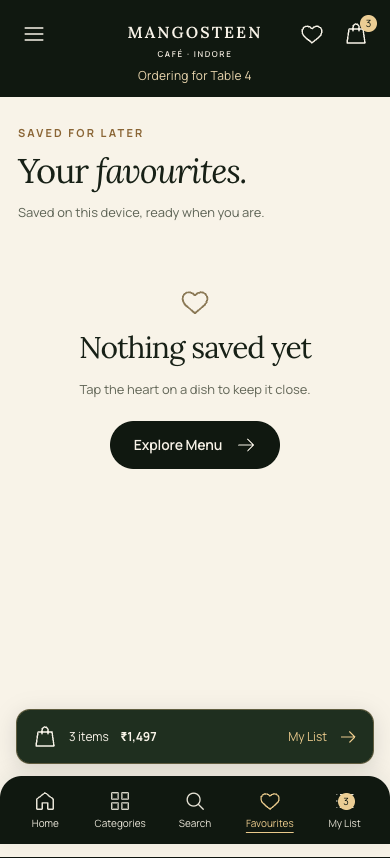 MANGOSTEEN
CAFÉ · INDORE
3
Ordering for Table 4
SAVED FOR LATER
Your favourites.
Saved on this device, ready when you are.
Nothing saved yet
Tap the heart on a dish to keep it close.
Explore Menu
3 items ₹1,497 My List
3
Home Categories Search Favourites My List